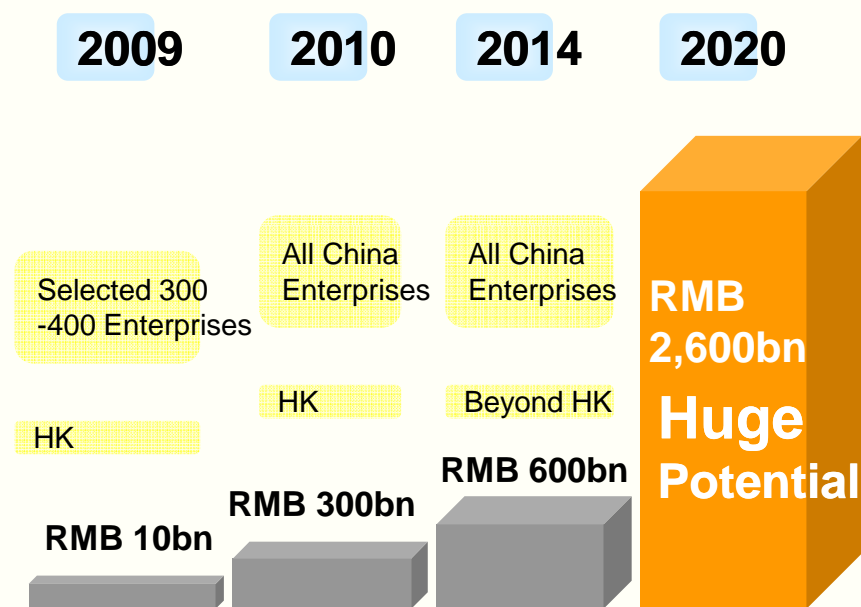 2009
2010
2014
2020
Selected 300
-400 Enterprises
HK
RMB 10bn
All China
Enterprises
HK
RMB 300bn
All China
Enterprises
Beyond HK
RMB 600bn
RMB
2,600bn
Huge
Potential